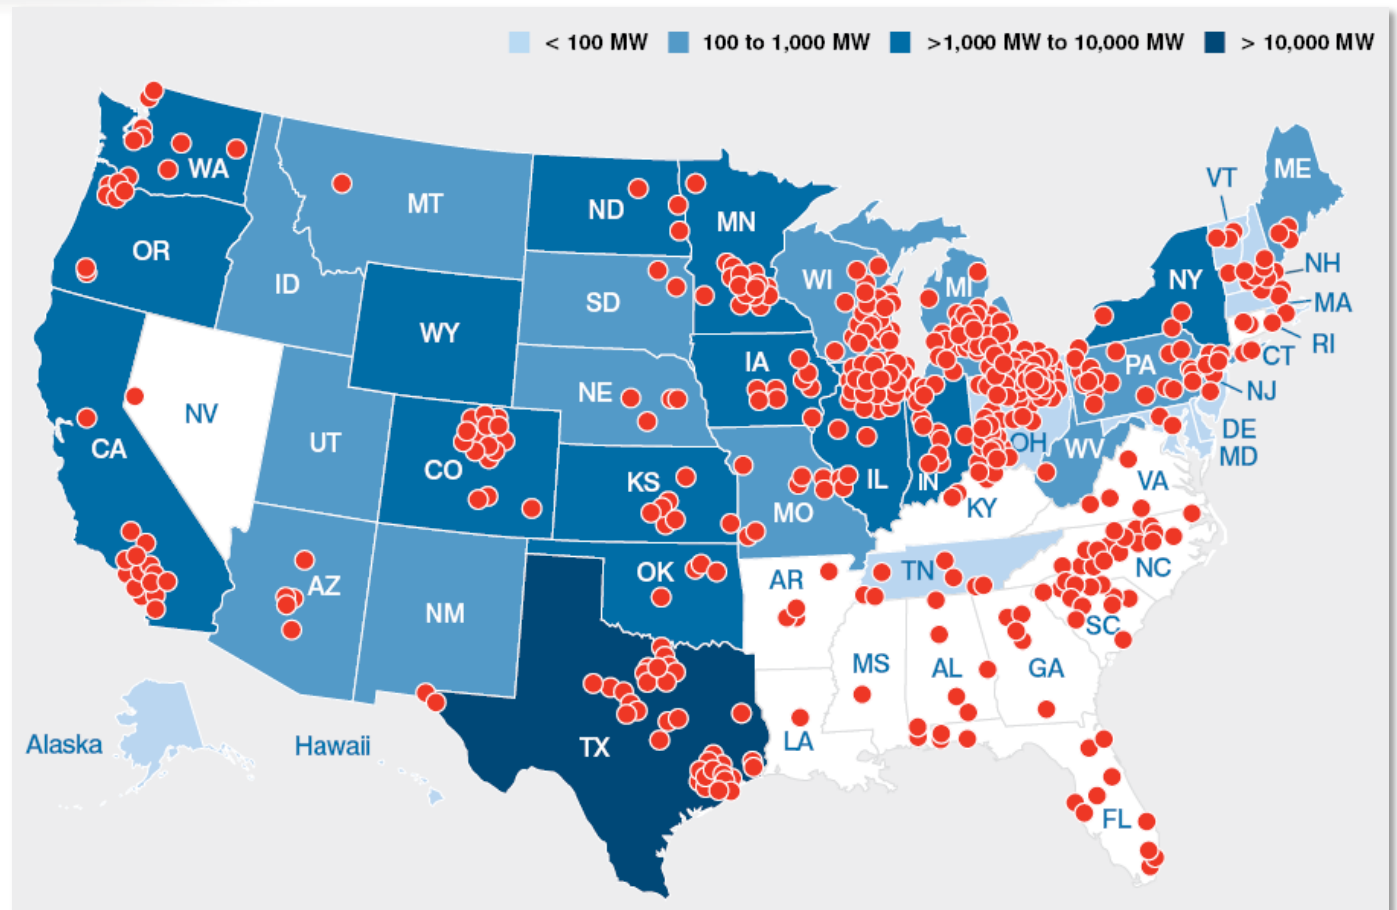 < 100 MW 100 to 1,000 MW >1,000 MW to 10,000 MW > 10,000 MW
WA
MT
ND
MN
VT
ME
OR
ID
SD
WI
MI
NY
NH
MA
WY
IA
NE
PA
RI
CT
NJ
NV
UT
CA
CO
KS
IL
IN
OH
WV
DE
MD
VA
KY
MO
AZ
NM
OK
AR
TN
NC
SC
MS
AL
GA
TX
LA
Alaska
Hawaii
FL